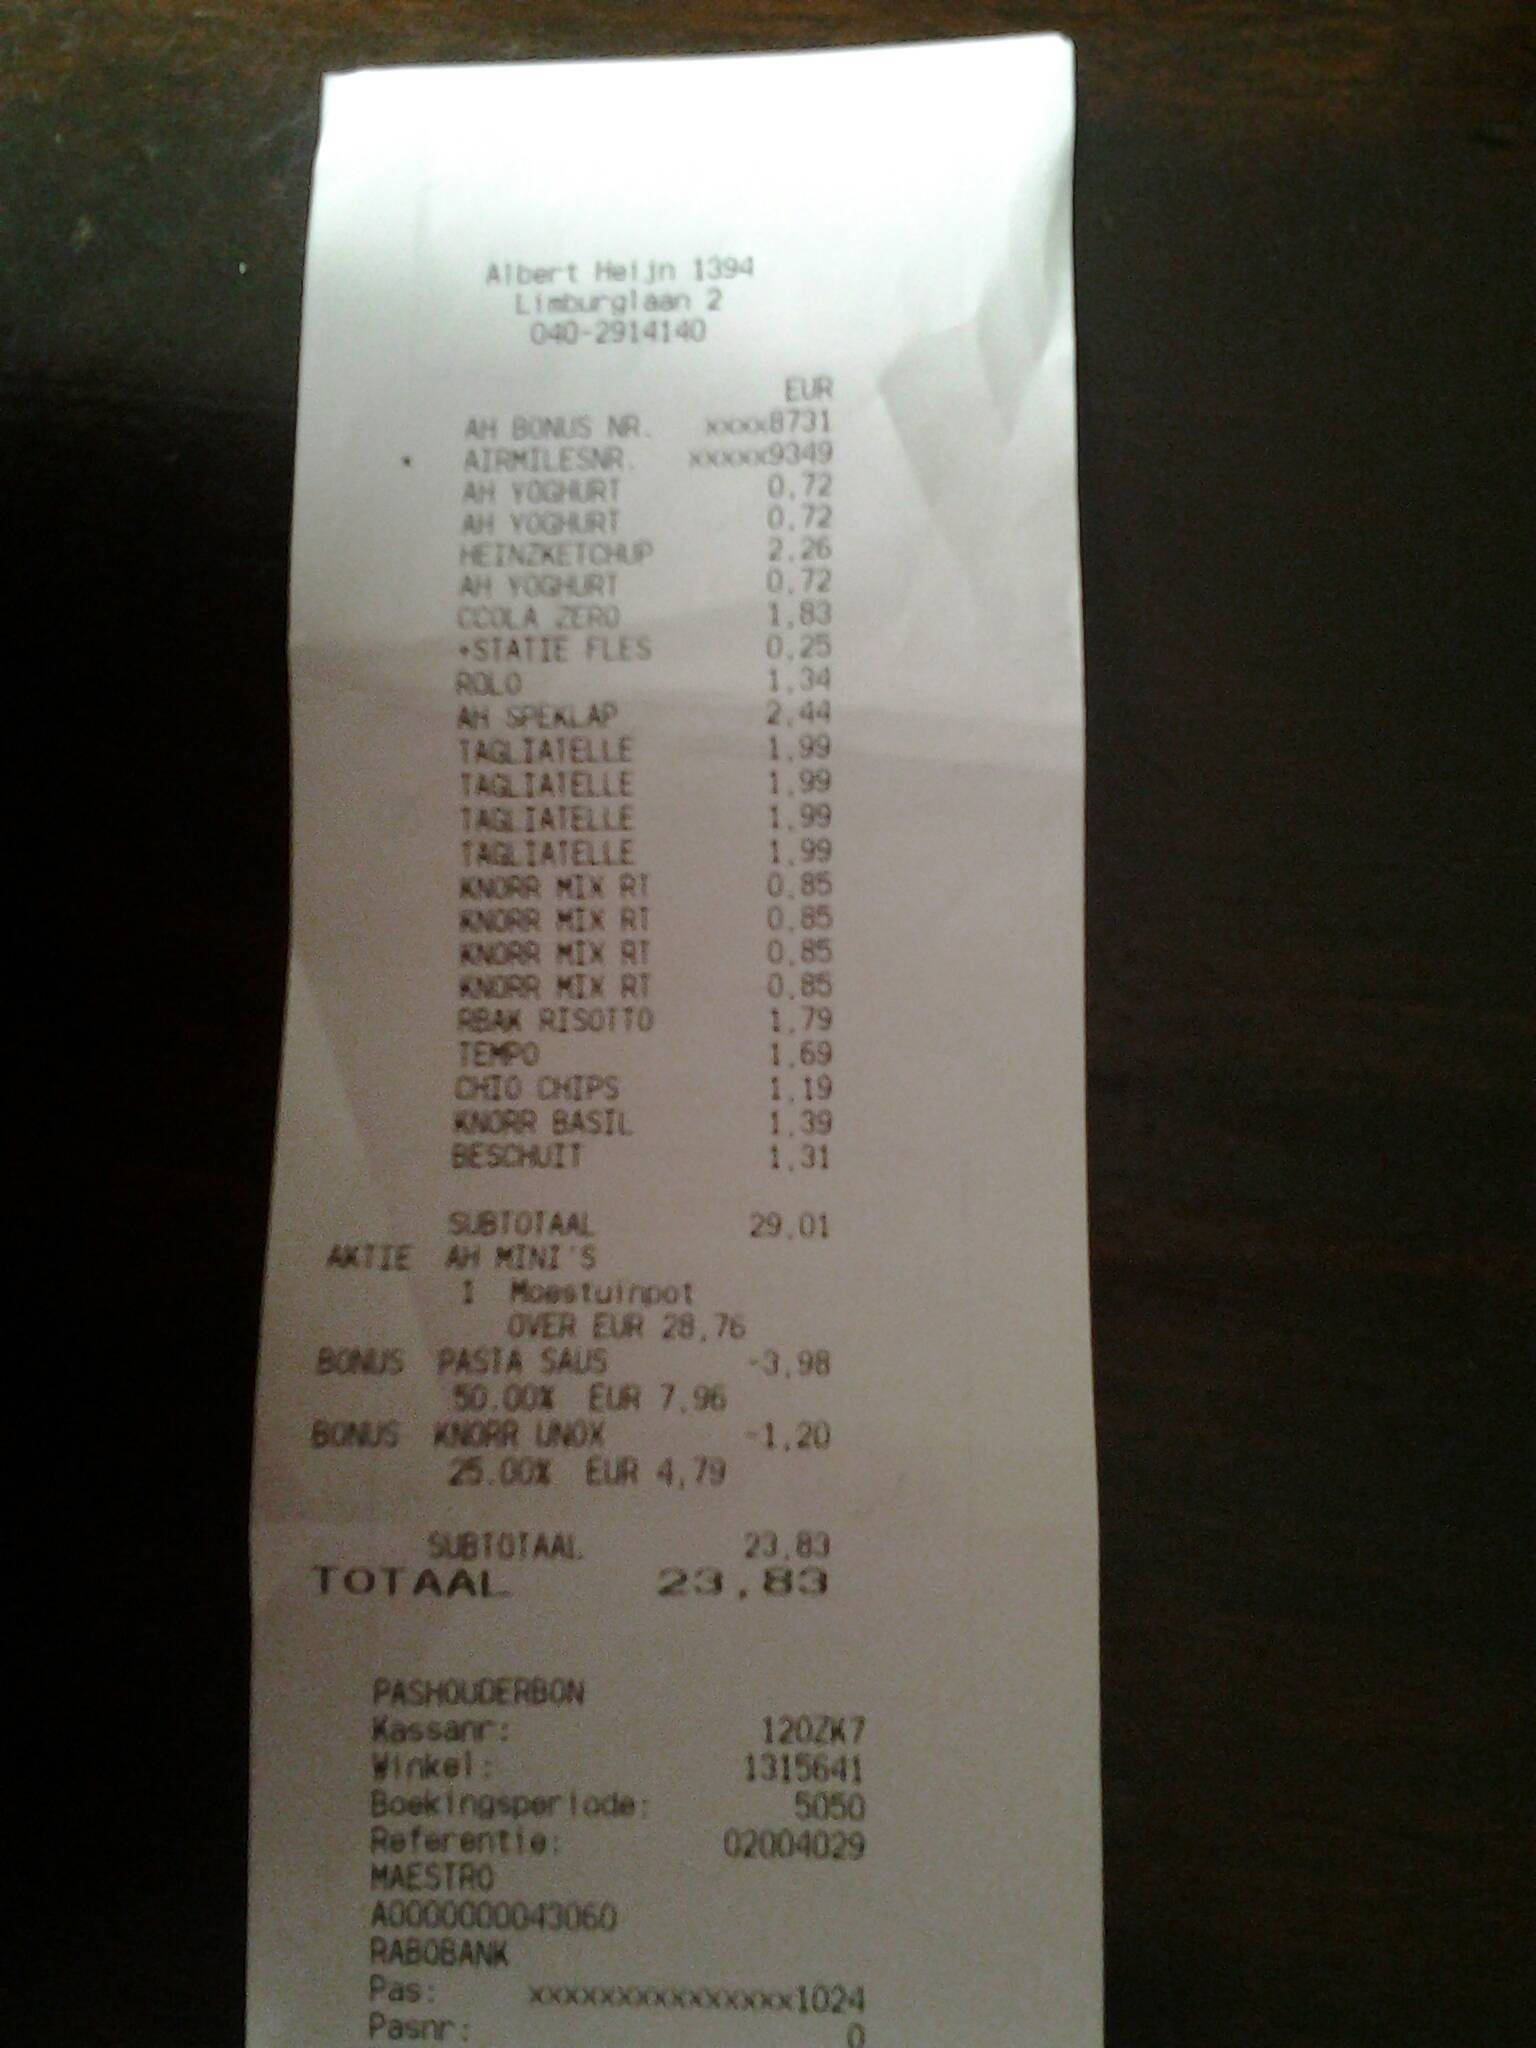 Albert Heijn 1394
Limburglaan 2
040-2914140
EUR
AH BONUS NR. xxxx8731
AIRMILESNR. xxxxx9349
AH YOGHURT 0,72
AH YOGHURT 0,72
HEINZKETCHUP 2,26
AH YOGHURT 0,72
CCOLA ZERO 1,83
+STATIE FLES 0,25
ROLO 1,34
AH SPEKLAP 2,44
TAGLIATELLE 1,99
TAGLIATELLE 1,99
TAGLIATELLE 1,99
TAGLIATELLE 1,99
KNORR MIX RT 0,85
KNORR MIX RT 0,85
KNORR MIX RT 0,85
KNORR MIX RT 0,85
RBAK RISOTTO 1,79
TEMPO 1,69
CHIO CHIPS 1,19
KNORR BASIL 1,39
BESCHUIT 1,31
SUBTOTAAL 29,01
AKTIE AH MINI'S
1 Moestuinpot
OVER EUR 28,76
BONUS PASTA SAUS -3,98
50.00% EUR 7,96
BONUS KNORR UNOX -1,20
25.00% EUR 4,79
SUBTOTAAL 23,83
TOTAAL 23,83
PASHOUDERBON
Kassanr: 120ZK7
Winkel: 1315641
Boekingsperiode: 5050
Referentie: 02004029
MAESTRO
A0000000043060
RABOBANK
Pas: xxxxxxxxxxxxxxx1024
Pasnr: 0